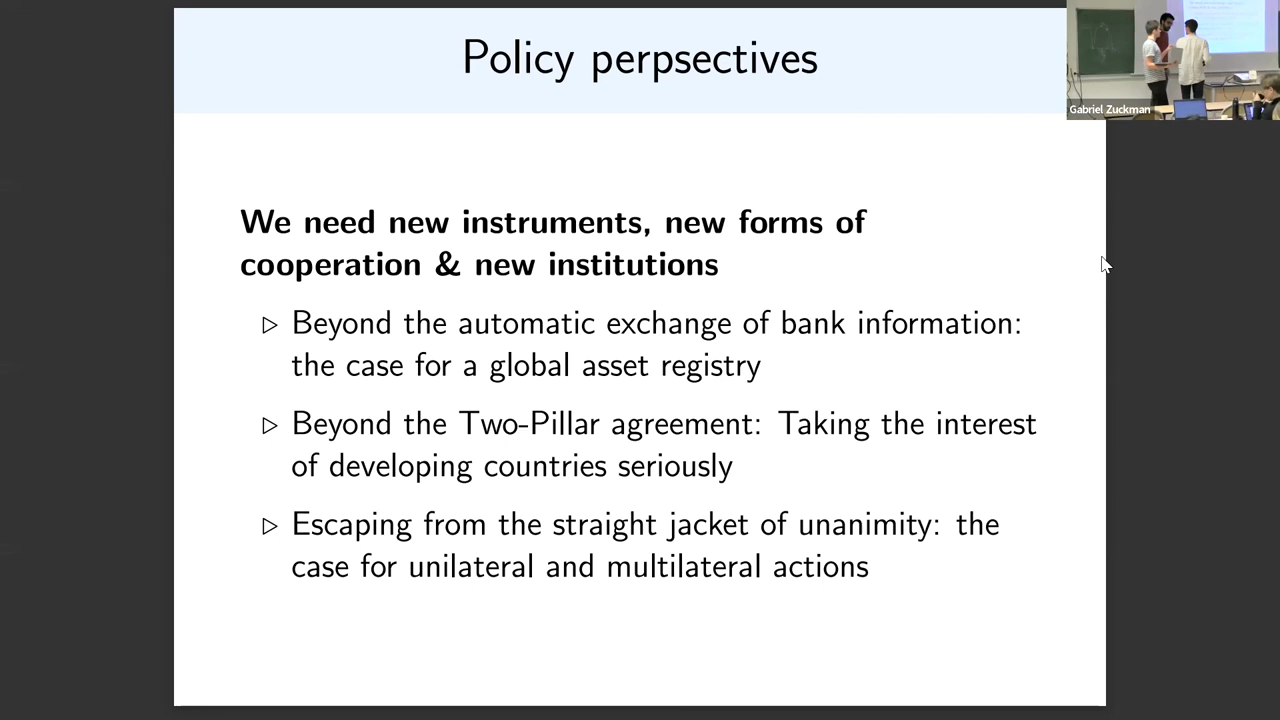 Policy perpsectives
Gabriel Zuckman
We need new instruments, new forms of
cooperation & new institutions
▷ Beyond the automatic exchange of bank information:
the case for a global asset registry
▷ Beyond the Two-Pillar agreement: Taking the interest
of developing countries seriously
▷ Escaping from the straight jacket of unanimity: the
case for unilateral and multilateral actions